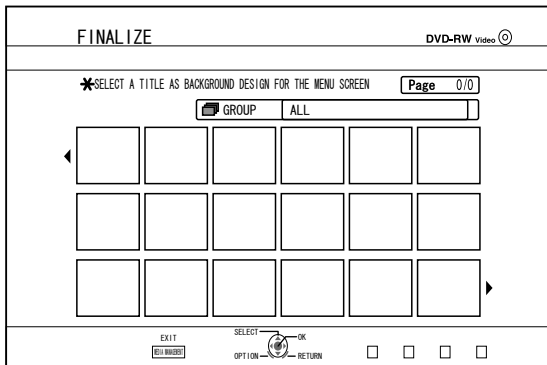 FINALIZE
DVD-RW Video
*SELECT A TITLE AS BACKGROUND DESIGN FOR THE MENU SCREEN
Page 0/0
GROUP ALL
EXIT
MEDIA MANAGEMENT
SELECT
OK
OPTION
RETURN